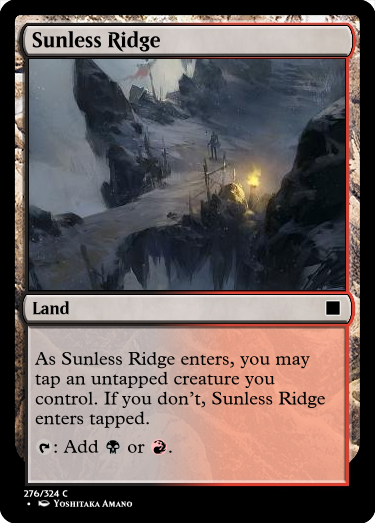 Sunless Ridge
Land
As Sunless Ridge enters, you may
tap an untapped creature you
control. If you don't, Sunless Ridge
enters tapped.
: Add or .
276/324 C
• Yoshitaka Amano